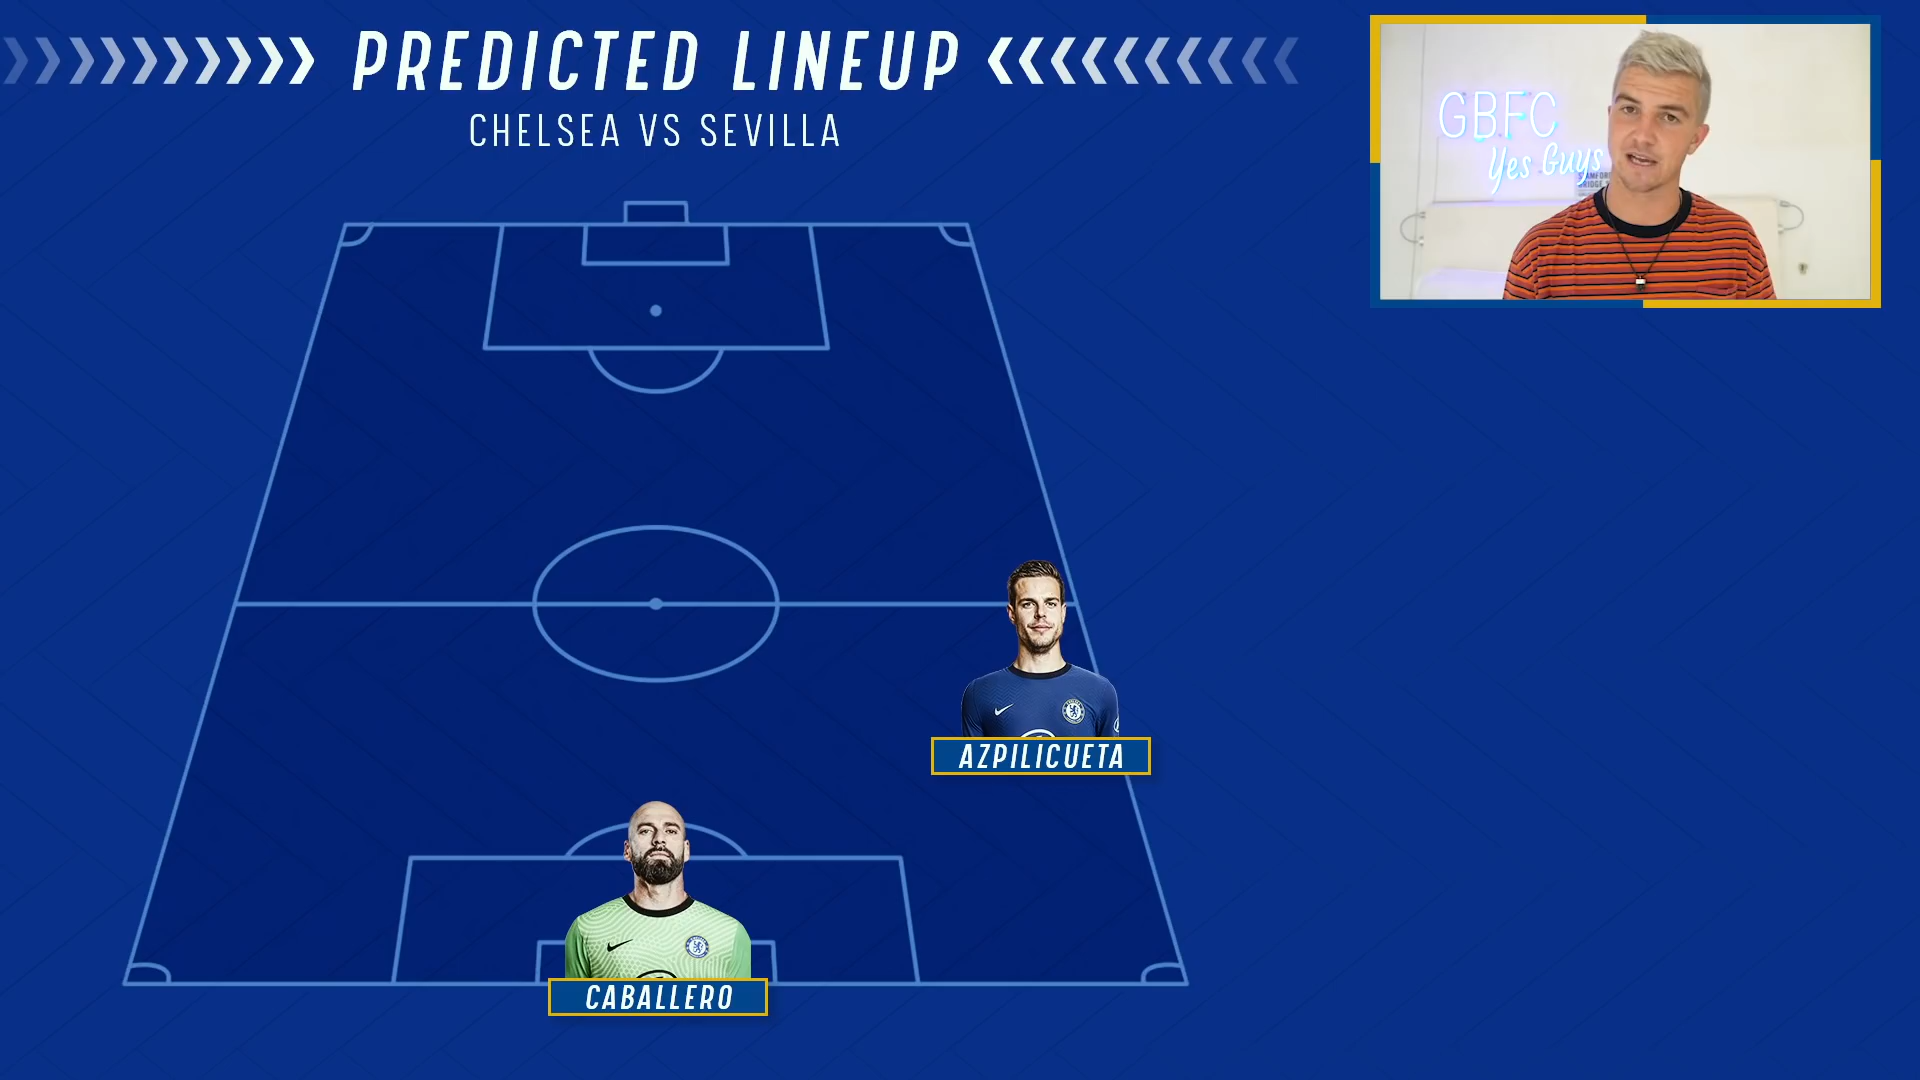 PREDICTED LINEUP
CHELSEA VS SEVILLA
GBFC
Yes Guys
AZPILICUETA
CABALLERO